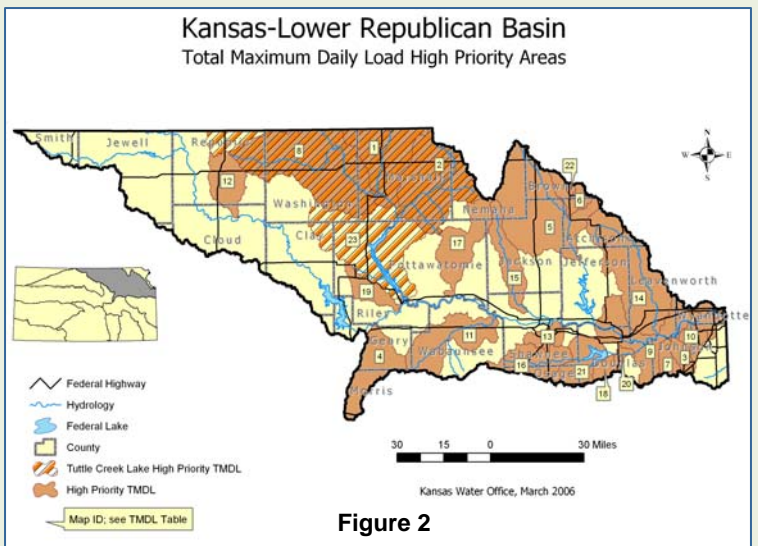 Kansas-Lower Republican Basin
Total Maximum Daily Load High Priority Areas
Smith
Jewell
Republic
8
1
2
Marshall
12
Washington
Nemaha
22
Brown
6
5
Atchison
Cloud
Clay
23
17
Pottawatomie
Jackson
15
Jefferson
Leavenworth
14
19
Riley
Wyandotte
Geary
4
11
Wabaunsee
13
Shawnee
16
Osage
21
Douglas
18
20
9
7
3
10
Johnson
Morris
N
W
E
S
Federal Highway
Hydrology
Federal Lake
County
Tuttle Creek Lake High Priority TMDL
High Priority TMDL
Map ID; see TMDL Table
30 15 0 30 Miles
Kansas Water Office, March 2006
Figure 2